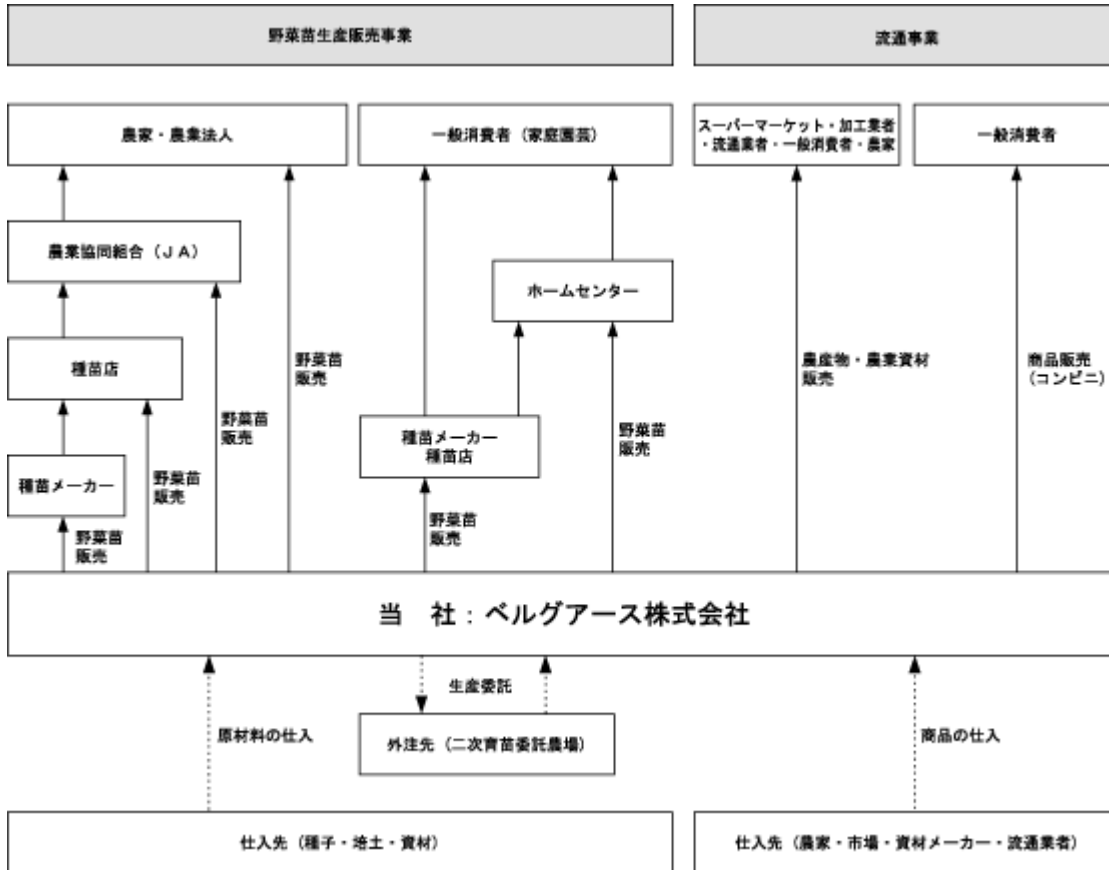 野菜苗生産販売事業
流通事業
農家・農業法人
一般消費者（家庭園芸）
スーパーマーケット・加工業者
・流通業者・一般消費者・農家
一般消費者
農業協同組合（ＪＡ）
ホームセンター
種苗店
野菜苗
販売
農産物・農業資材
販売
商品販売
(コンビニ)
野菜苗
販売
種苗メーカー
種苗店
野菜苗
販売
種苗メーカー
野菜苗
販売
野菜苗
販売
野菜苗
販売
当　社：ベルグアース株式会社
生産委託
原材料の仕入
外注先（二次育苗委託農場）
商品の仕入
仕入先（種子・培土・資材）
仕入先（農家・市場・資材メーカー・流通業者）